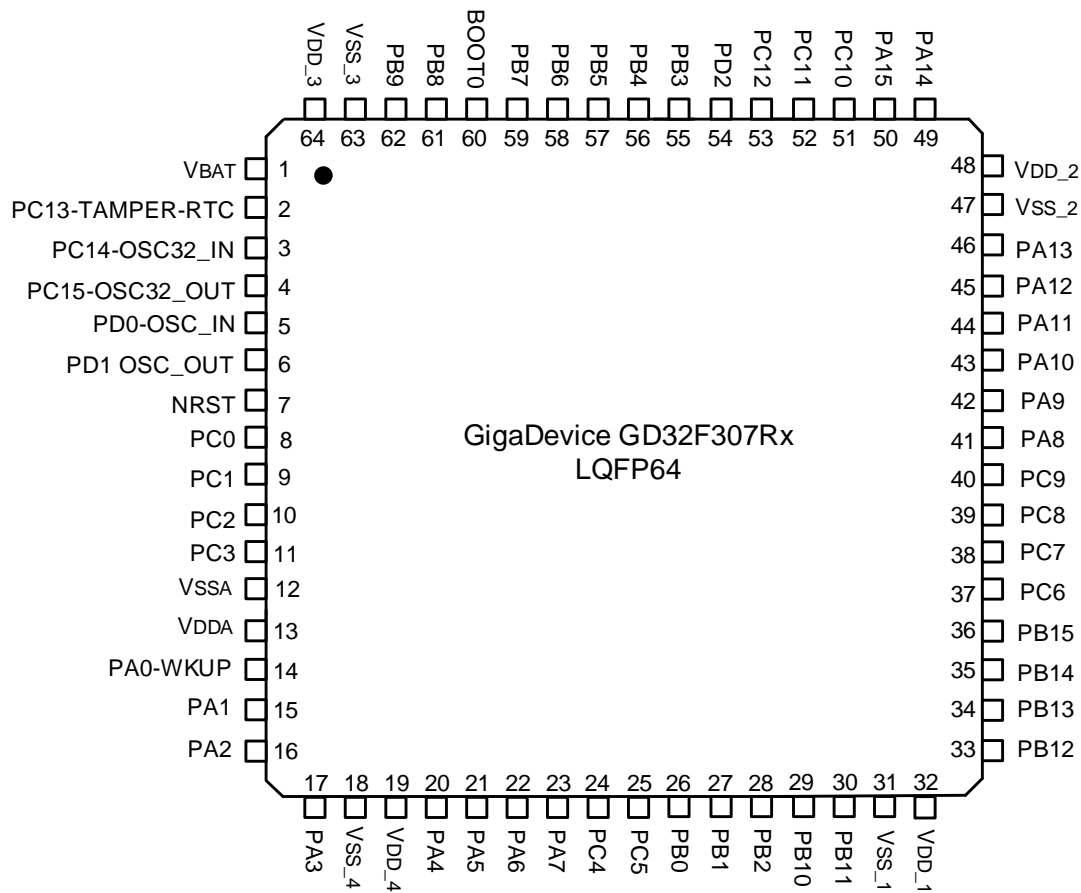 VDD_3
VSS_3
PB9
PB8
BOOT0
PB7
PB6
PB5
PB4
PB3
PD2
PC12
PC11
PC10
PA15
PA14
64 63 62 61 60 59 58 57 56 55 54 53 52 51 50 49
VBAT 1
PC13-TAMPER-RTC 2
PC14-OSC32_IN 3
PC15-OSC32_OUT 4
PD0-OSC_IN 5
PD1 OSC_OUT 6
NRST 7
PC0 8
PC1 9
PC2 10
PC3 11
VSSA 12
VDDA 13
PA0-WKUP 14
PA1 15
PA2 16
GigaDevice GD32F307Rx
LQFP64
48 VDD_2
47 VSS_2
46 PA13
45 PA12
44 PA11
43 PA10
42 PA9
41 PA8
40 PC9
39 PC8
38 PC7
37 PC6
36 PB15
35 PB14
34 PB13
33 PB12
17 18 19 20 21 22 23 24 25 26 27 28 29 30 31 32
PA3
VSS_4
VDD_4
PA4
PA5
PA6
PA7
PC4
PC5
PB0
PB1
PB2
PB10
PB11
VSS_1
VDD_1